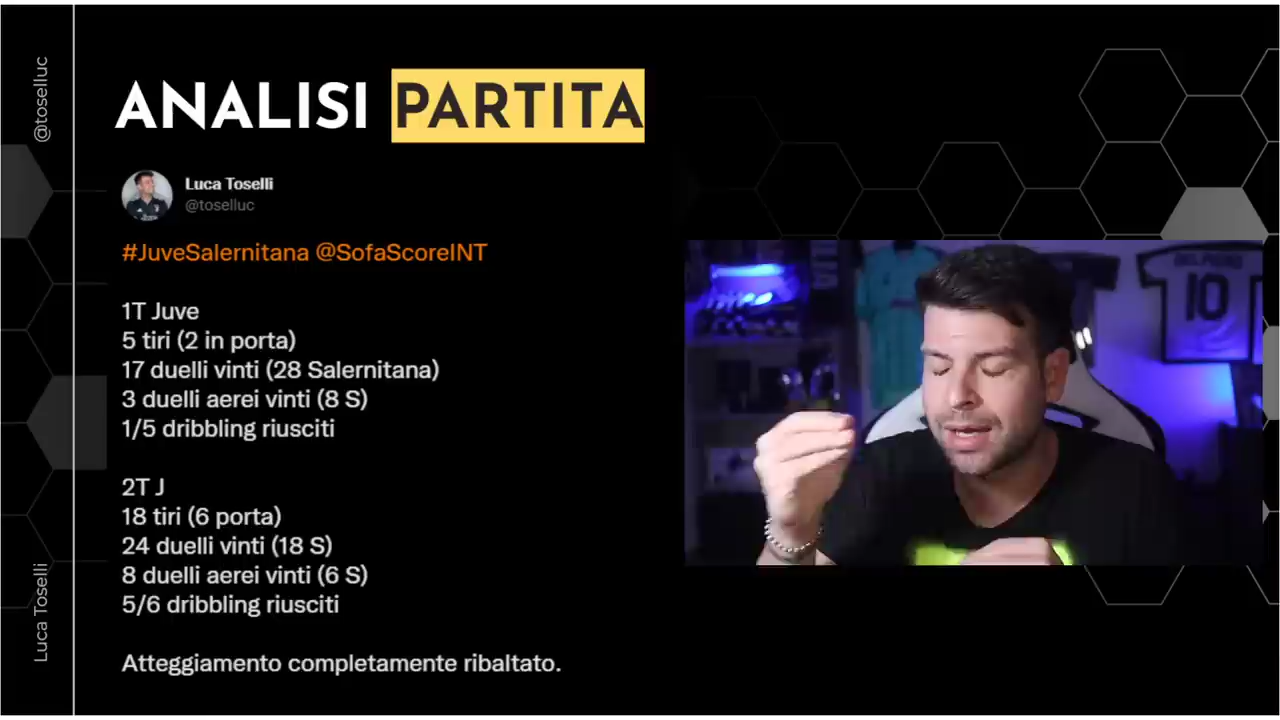 @toselluc
Luca Toselli
ANALISI PARTITA
Luca Toselli
@toselluc
#JuveSalernitana @SofaScoreINT
1T Juve
5 tiri (2 in porta)
17 duelli vinti (28 Salernitana)
3 duelli aerei vinti (8 S)
1/5 dribbling riusciti
2T J
18 tiri (6 porta)
24 duelli vinti (18 S)
8 duelli aerei vinti (6 S)
5/6 dribbling riusciti
Atteggiamento completamente ribaltato.
10